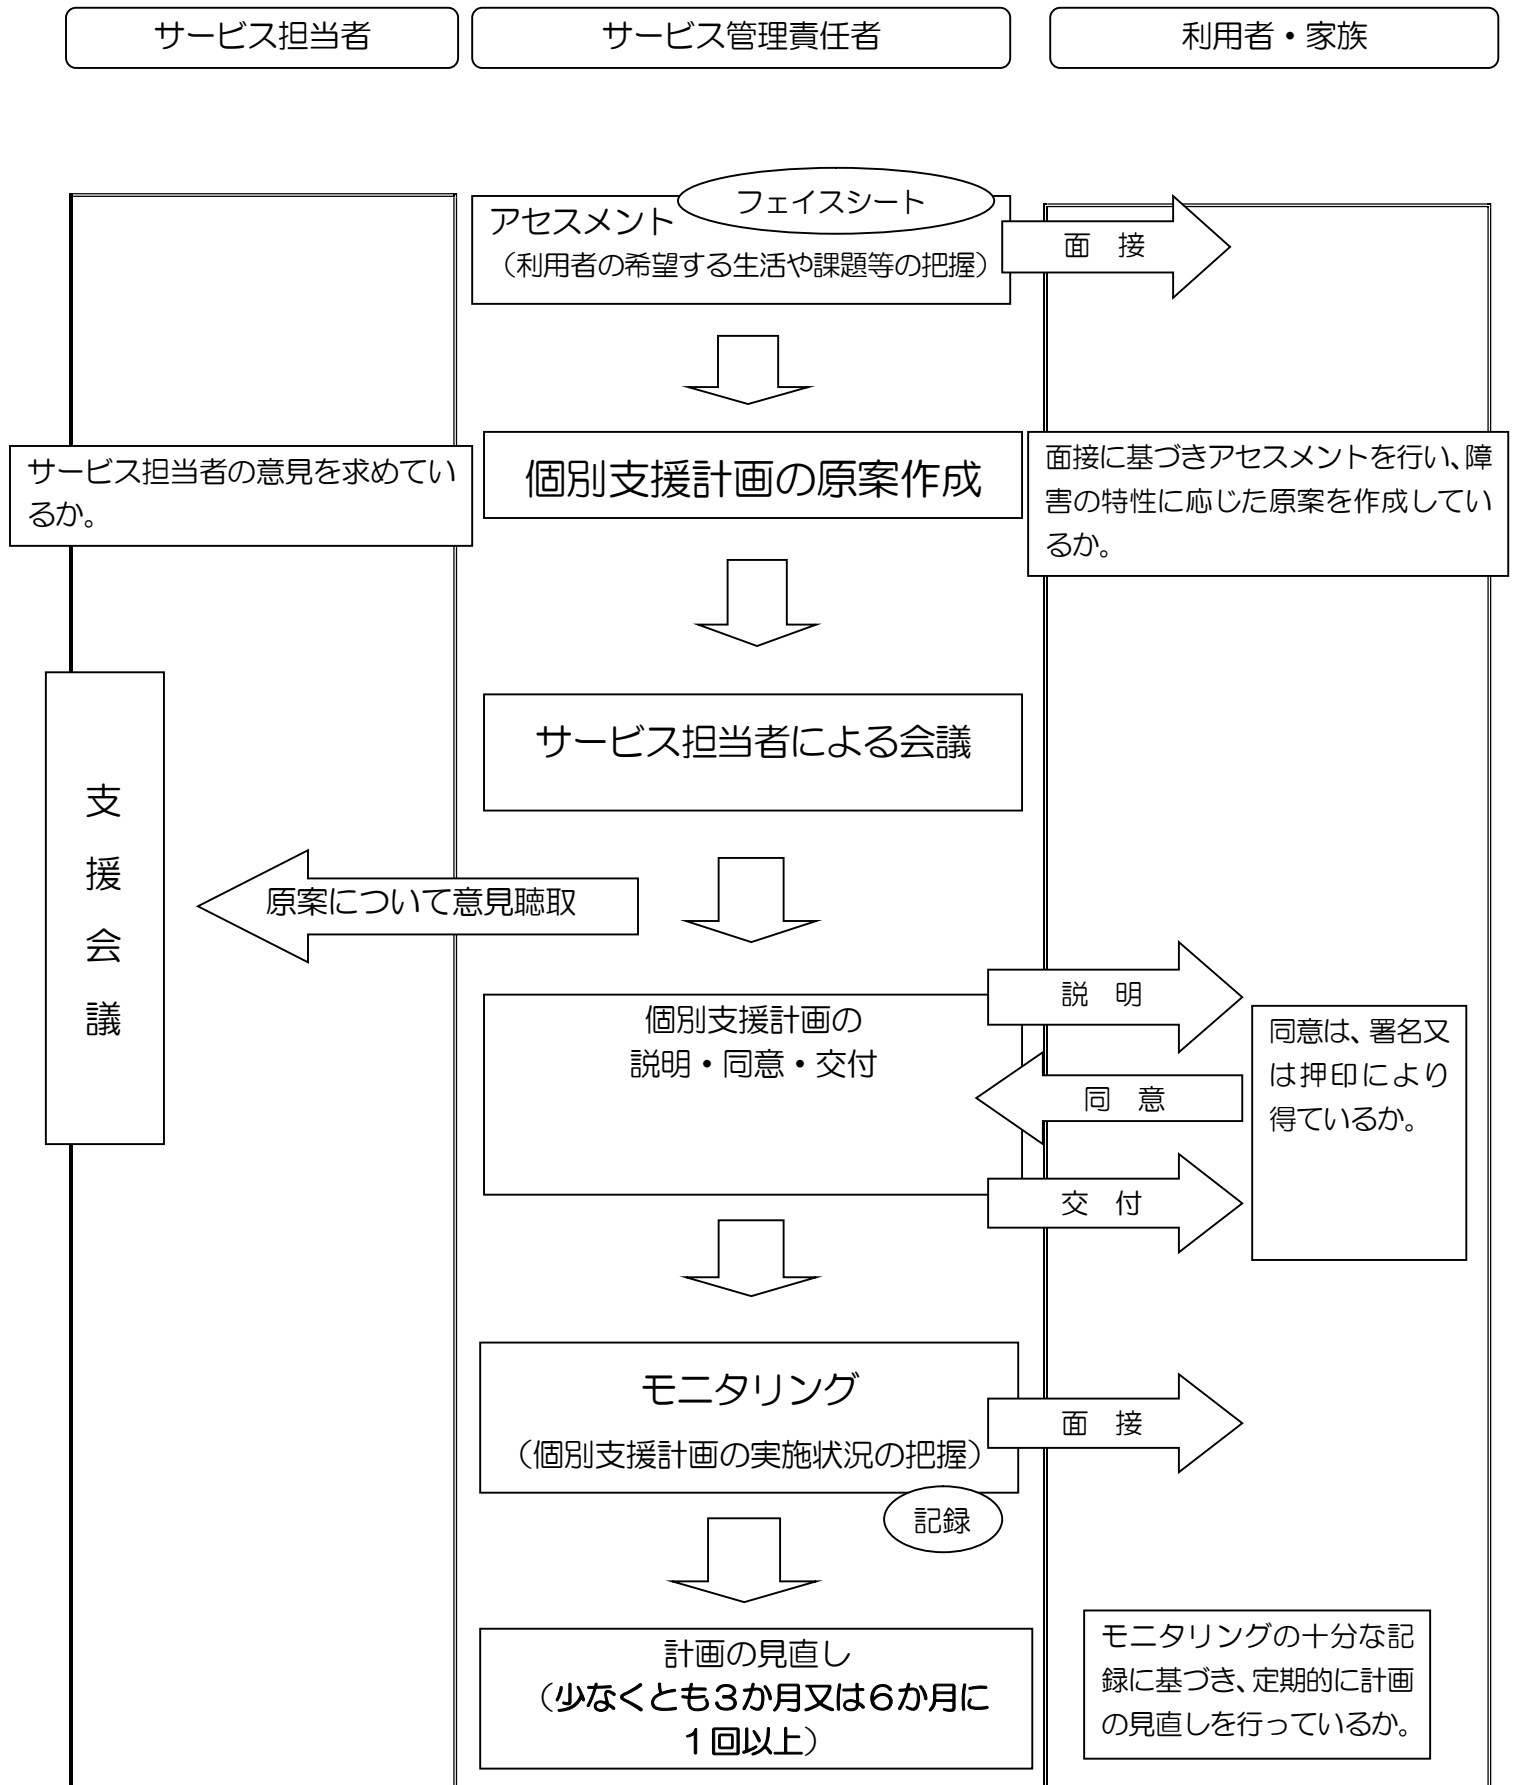 サービス担当者
サービス管理責任者
利用者・家族
フェイスシート
アセスメント
（利用者の希望する生活や課題等の把握）
面　接
サービス担当者の意見を求めてい
るか。
個別支援計画の原案作成
面接に基づきアセスメントを行い、障
害の特性に応じた原案を作成してい
るか。
サービス担当者による会議
支
援
会
議
原案について意見聴取
個別支援計画の
説明・同意・交付
説　明
同　意
交　付
同意は、署名又
は押印により
得ているか。
モニタリング
（個別支援計画の実施状況の把握）
面　接
記録
計画の見直し
（少なくとも３か月又は６か月に
１回以上）
モニタリングの十分な記
録に基づき、定期的に計画
の見直しを行っているか。